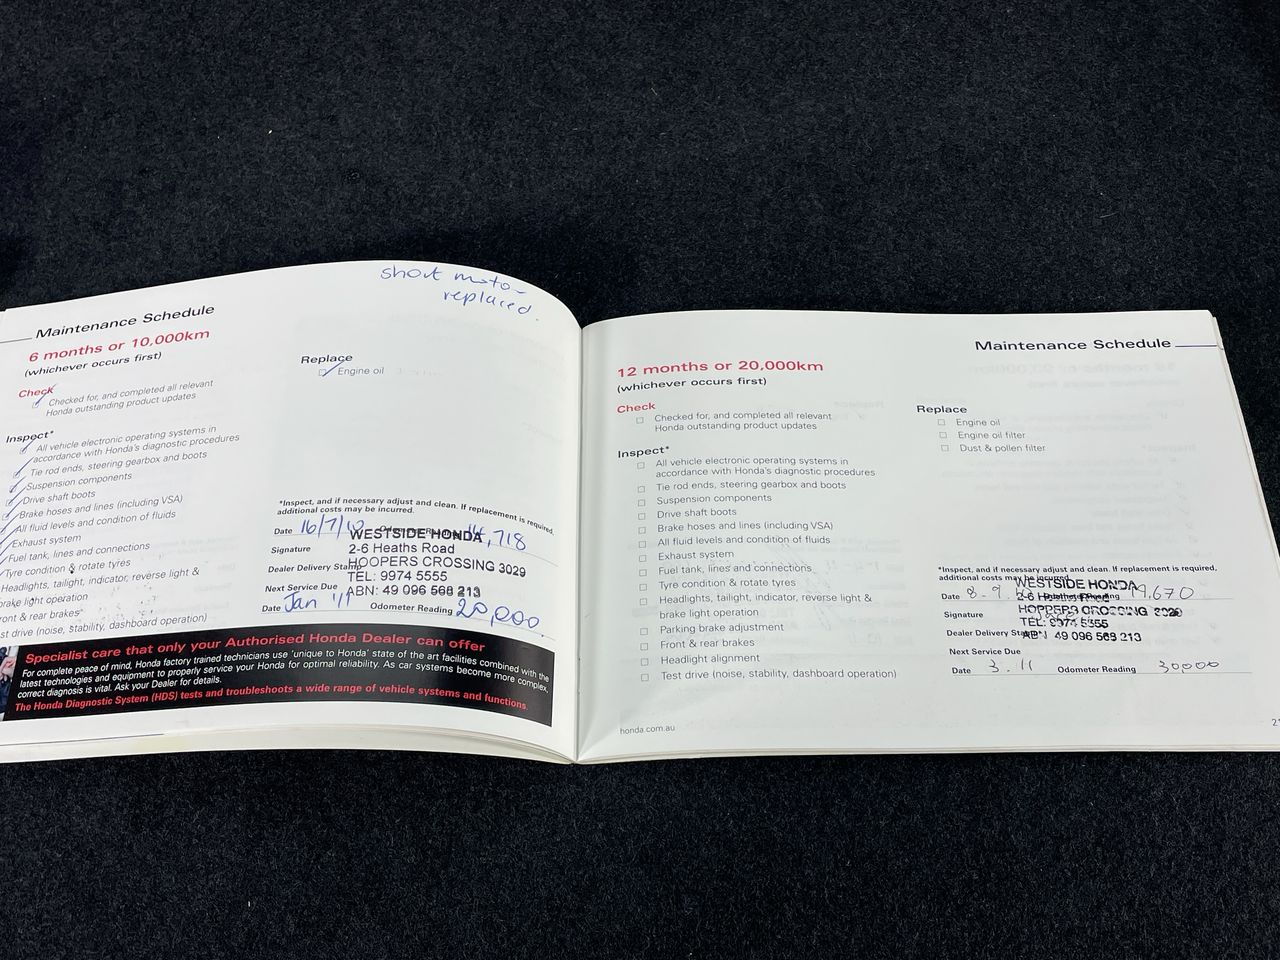 short motor
replaced.
Maintenance Schedule
6 months or 10,000km
(whichever occurs first)
Check
Checked for, and completed all relevant
Honda outstanding product updates
Inspect*
All vehicle electronic operating systems in
accordance with Honda's diagnostic procedures
Tie rod ends, steering gearbox and boots
Suspension components
Drive shaft boots
Brake hoses and lines (including VSA)
All fluid levels and condition of fluids
Exhaust system
Fuel tank, lines and connections
Tyre condition & rotate tyres
Headlights, tailight, indicator, reverse light &
brake light operation
Front & rear brakes*
Test drive (noise, stability, dashboard operation)
Replace
Engine oil
*Inspect, and if necessary adjust and clean. If replacement is required,
additional costs may be incurred.
Date 16/7/10 14,718
WESTSIDE HONDA
Signature 2-6 Heaths Road
Dealer Delivery Stamp HOOPERS CROSSING 3029
TEL: 9974 5555
Next Service Due ABN: 49 096 568 213
Date Jan '11 Odometer Reading 20,000.
Specialist care that only your Authorised Honda Dealer can offer
For complete peace of mind, Honda factory trained technicians use 'unique to Honda' state of the art facilities combined with the
latest technologies and equipment to properly service your Honda for optimal reliability. As car systems become more complex,
correct diagnosis is vital. Ask your Dealer for details.
The Honda Diagnostic System (HDS) tests and troubleshoots a wide range of vehicle systems and functions.
Maintenance Schedule
12 months or 20,000km
(whichever occurs first)
Check
Checked for, and completed all relevant
Honda outstanding product updates
Inspect*
All vehicle electronic operating systems in
accordance with Honda's diagnostic procedures
Tie rod ends, steering gearbox and boots
Suspension components
Drive shaft boots
Brake hoses and lines (including VSA)
All fluid levels and condition of fluids
Exhaust system
Fuel tank, lines and connections
Tyre condition & rotate tyres
Headlights, tailight, indicator, reverse light &
brake light operation
Parking brake adjustment
Front & rear brakes
Headlight alignment
Test drive (noise, stability, dashboard operation)
Replace
Engine oil
Engine oil filter
Dust & pollen filter
*Inspect, and if necessary adjust and clean. If replacement is required,
additional costs may be incurred.
WESTSIDE HONDA
Date 8-9. 19,670
Signature HOPPERS CROSSING 3029
TEL: 9974 5555
Dealer Delivery Stamp ABN 49 096 568 213
Next Service Due
Date 3.11 Odometer Reading 30000
honda.com.au